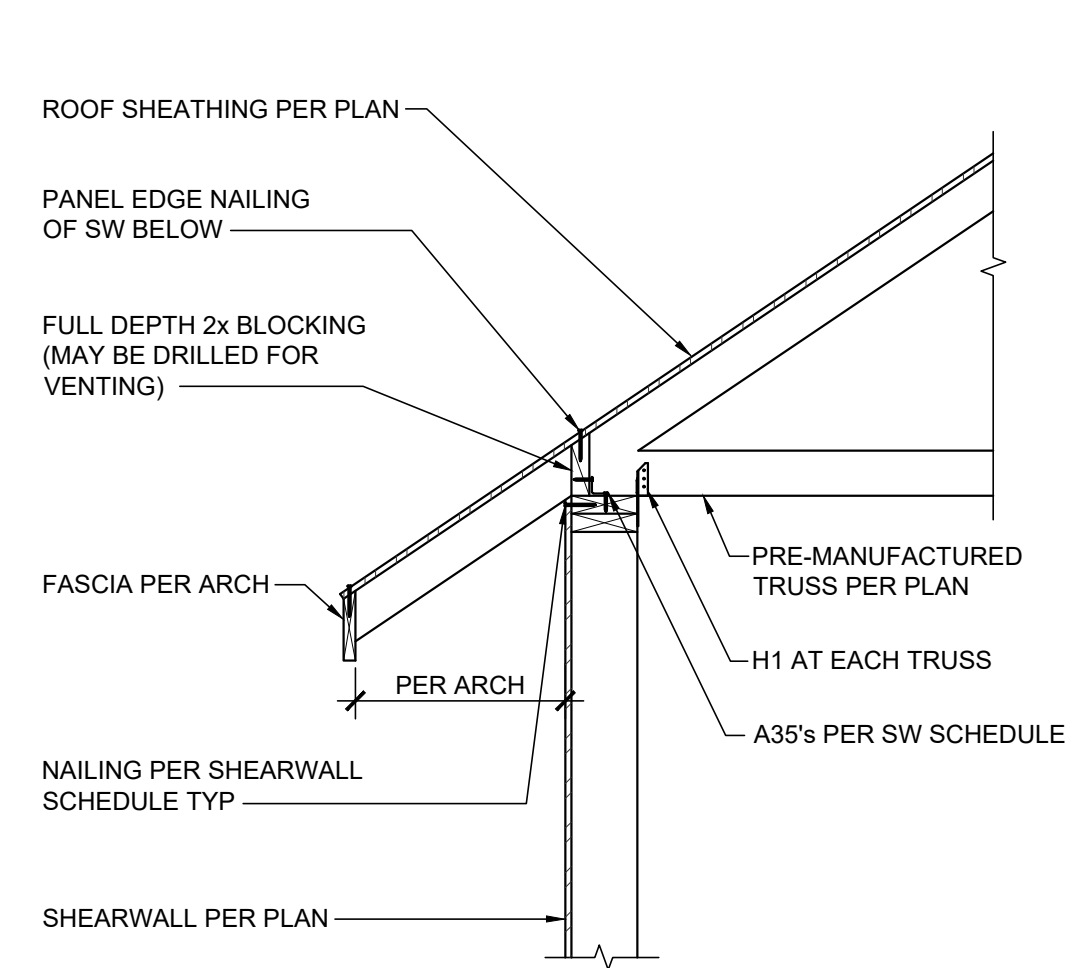 ROOF SHEATHING PER PLAN
PANEL EDGE NAILING
OF SW BELOW
FULL DEPTH 2x BLOCKING
(MAY BE DRILLED FOR
VENTING)
FASCIA PER ARCH
PER ARCH
NAILING PER SHEARWALL
SCHEDULE TYP
SHEARWALL PER PLAN
PRE-MANUFACTURED
TRUSS PER PLAN
H1 AT EACH TRUSS
A35's PER SW SCHEDULE